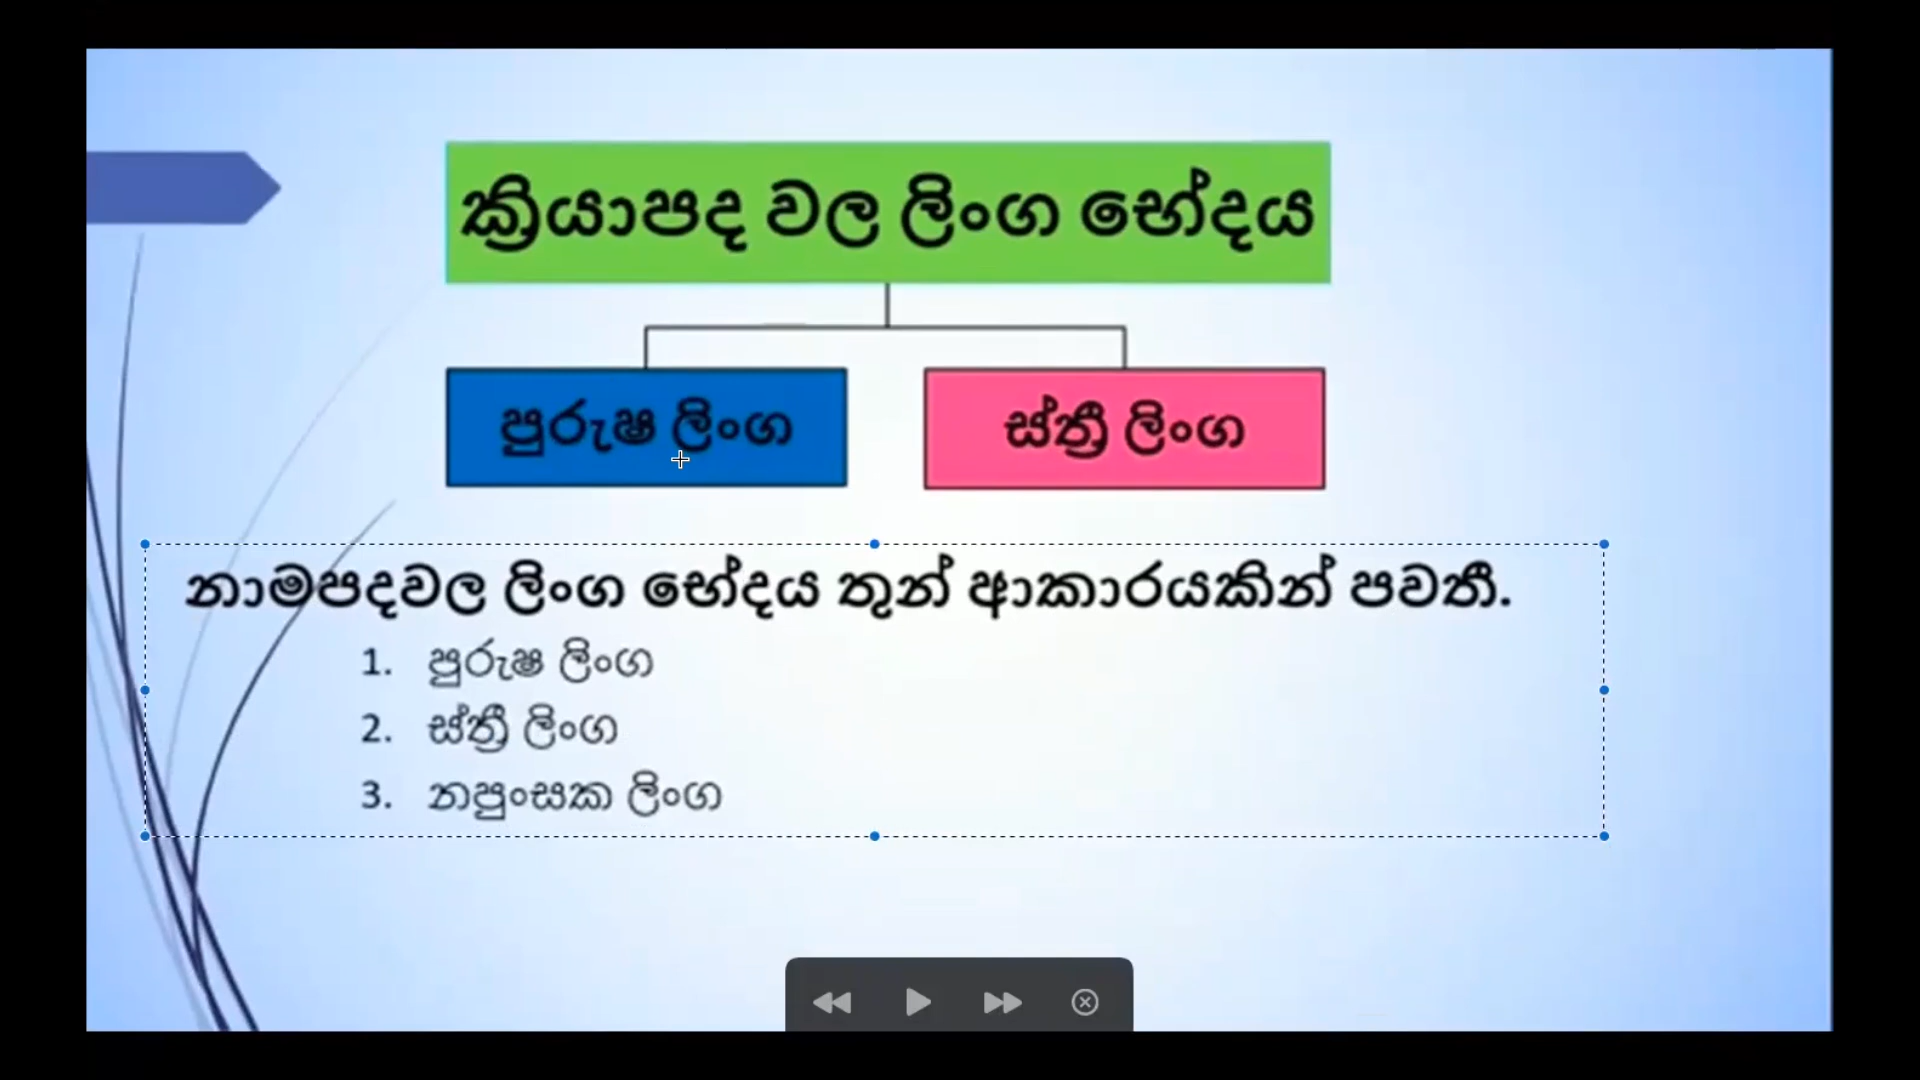 ක්‍රියාපද වල ලිංග භේදය
පුරුෂ ලිංග
ස්ත්‍රී ලිංග
නාමපදවල ලිංග භේදය තුන් ආකාරයකින් පවතී.
1. පුරුෂ ලිංග
2. ස්ත්‍රී ලිංග
3. නපුංසක ලිංග